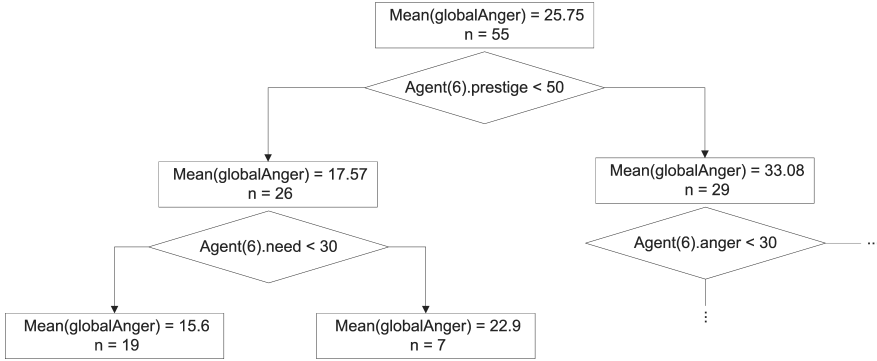 Mean(globalAnger) = 25.75
n = 55
Agent(6).prestige < 50
Mean(globalAnger) = 17.57
n = 26
Mean(globalAnger) = 33.08
n = 29
Agent(6).need < 30
Agent(6).anger < 30
..
Mean(globalAnger) = 15.6
n = 19
Mean(globalAnger) = 22.9
n = 7
⋮